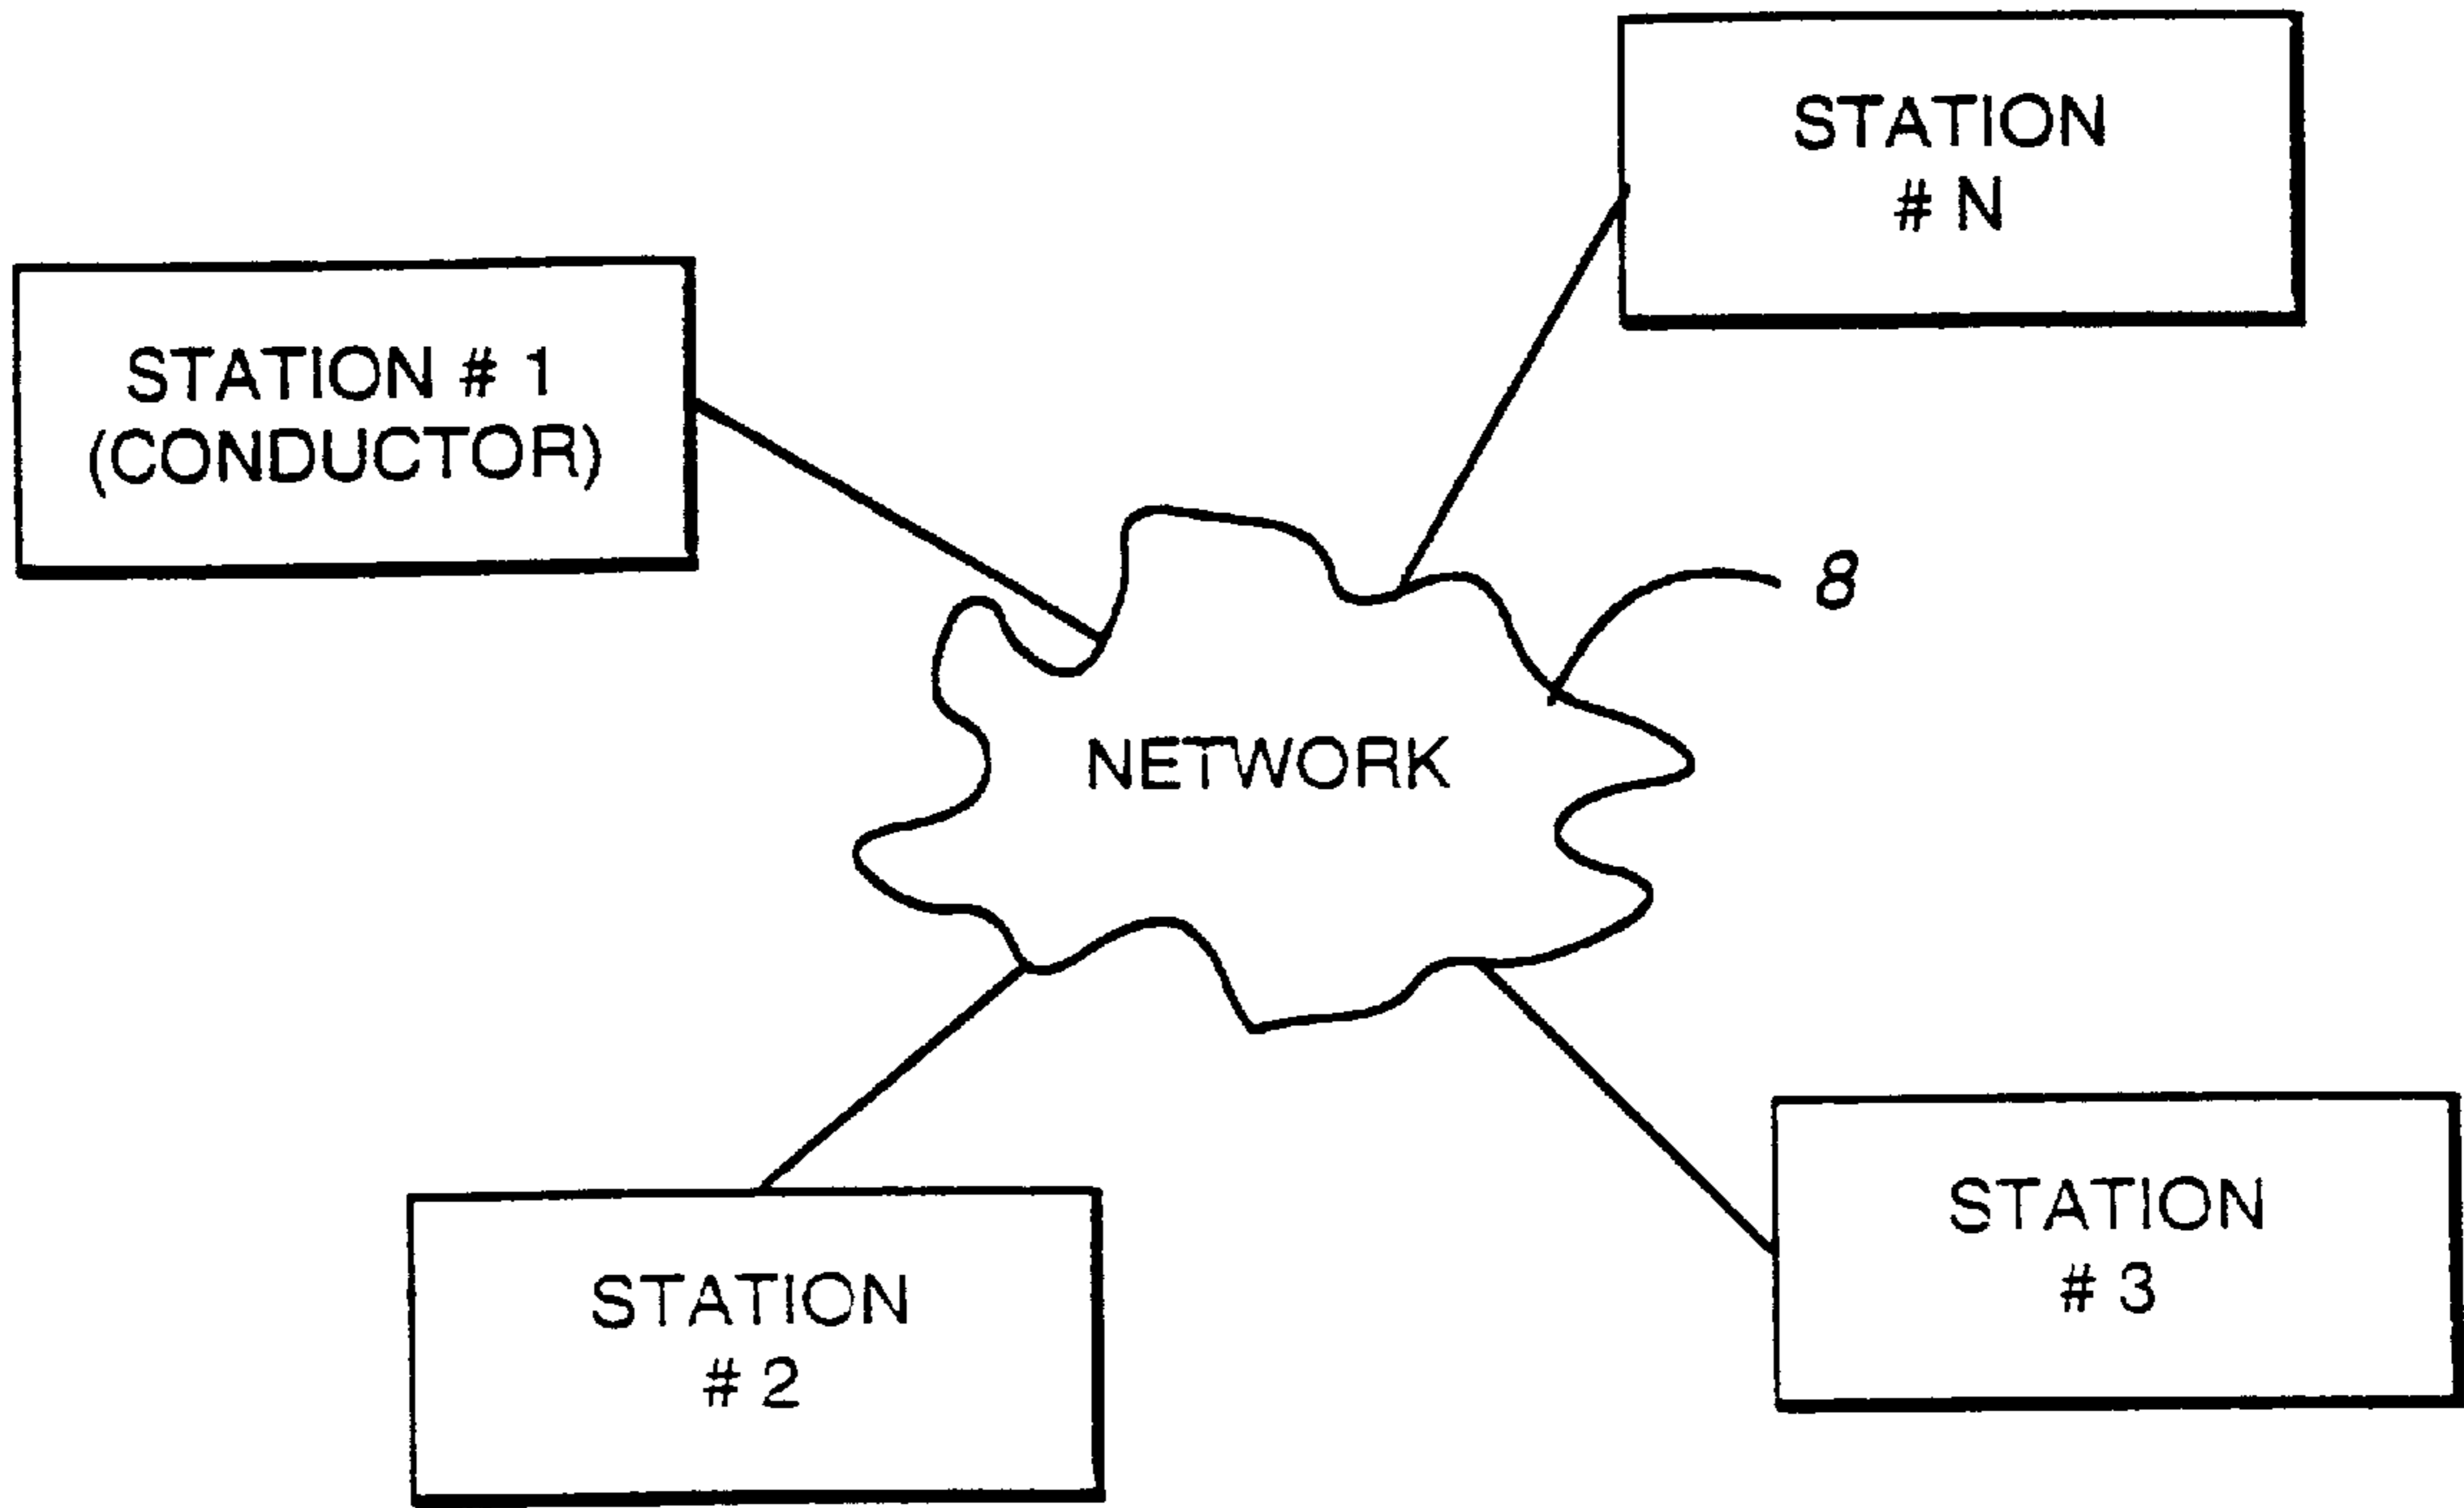 STATION
# N
STATION # 1
(CONDUCTOR)
8
NETWORK
STATION
# 3
STATION
# 2